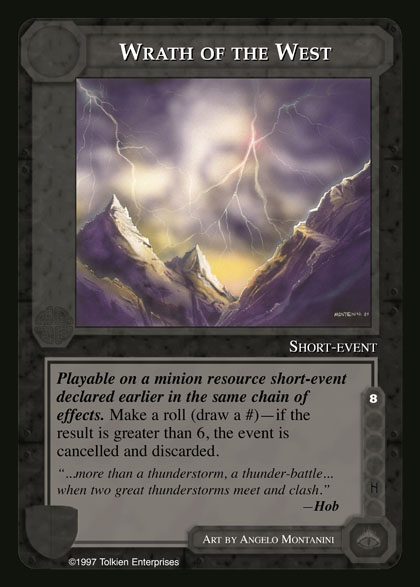 WRATH OF THE WEST
MONTANINI 97
SHORT-EVENT
Playable on a minion resource short-event
declared earlier in the same chain of
effects. Make a roll (draw a #)—if the
result is greater than 6, the event is
cancelled and discarded.
8
“...more than a thunderstorm, a thunder-battle...
when two great thunderstorms meet and clash.”
—Hob
H
ART BY ANGELO MONTANINI
©1997 Tolkien Enterprises